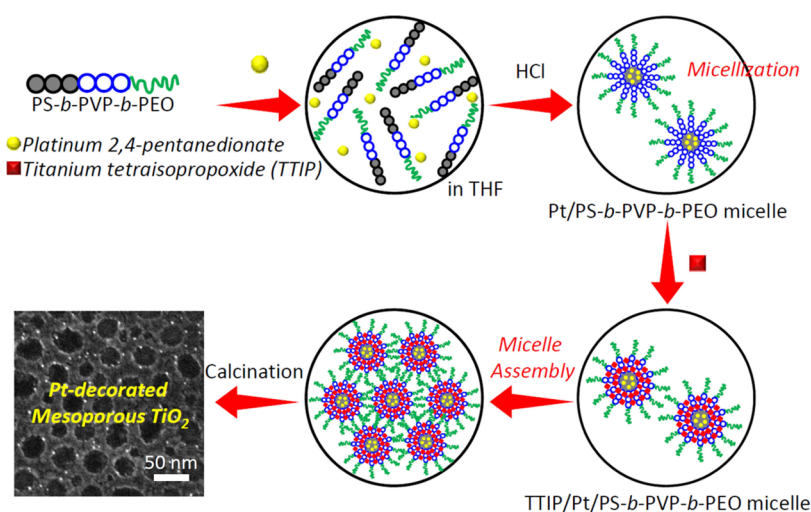 PS-b-PVP-b-PEO
Platinum 2,4-pentanedionate
Titanium tetraisopropoxide (TTIP)
in THF
HCl
Micellization
Pt/PS-b-PVP-b-PEO micelle
Micelle
Assembly
TTIP/Pt/PS-b-PVP-b-PEO micelle
Calcination
Pt-decorated
Mesoporous TiO₂
50 nm